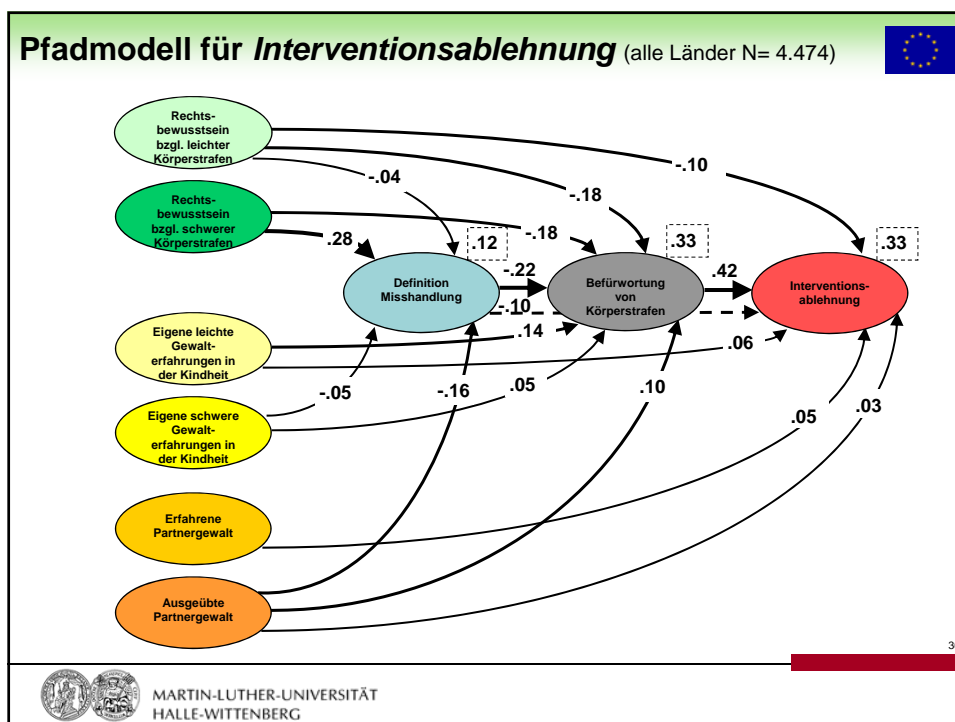 Pfadmodell für Interventionsablehnung (alle Länder N= 4.474)
Rechts-
bewusstsein
bzgl. leichter
Körperstrafen
-.10
-.04
-.18
Rechts-
bewusstsein
bzgl. schwerer
Körperstrafen
-.18
.28
.12
.33
.33
Definition
Misshandlung
-.22
-.10
Befürwortung
von
Körperstrafen
.42
Interventions-
ablehnung
Eigene leichte
Gewalt-
erfahrungen in
der Kindheit
.14
.06
-.05
-.16
.05
.10
.05
.03
Eigene schwere
Gewalt-
erfahrungen in
der Kindheit
Erfahrene
Partnergewalt
Ausgeübte
Partnergewalt
MARTIN-LUTHER-UNIVERSITÄT
HALLE-WITTENBERG